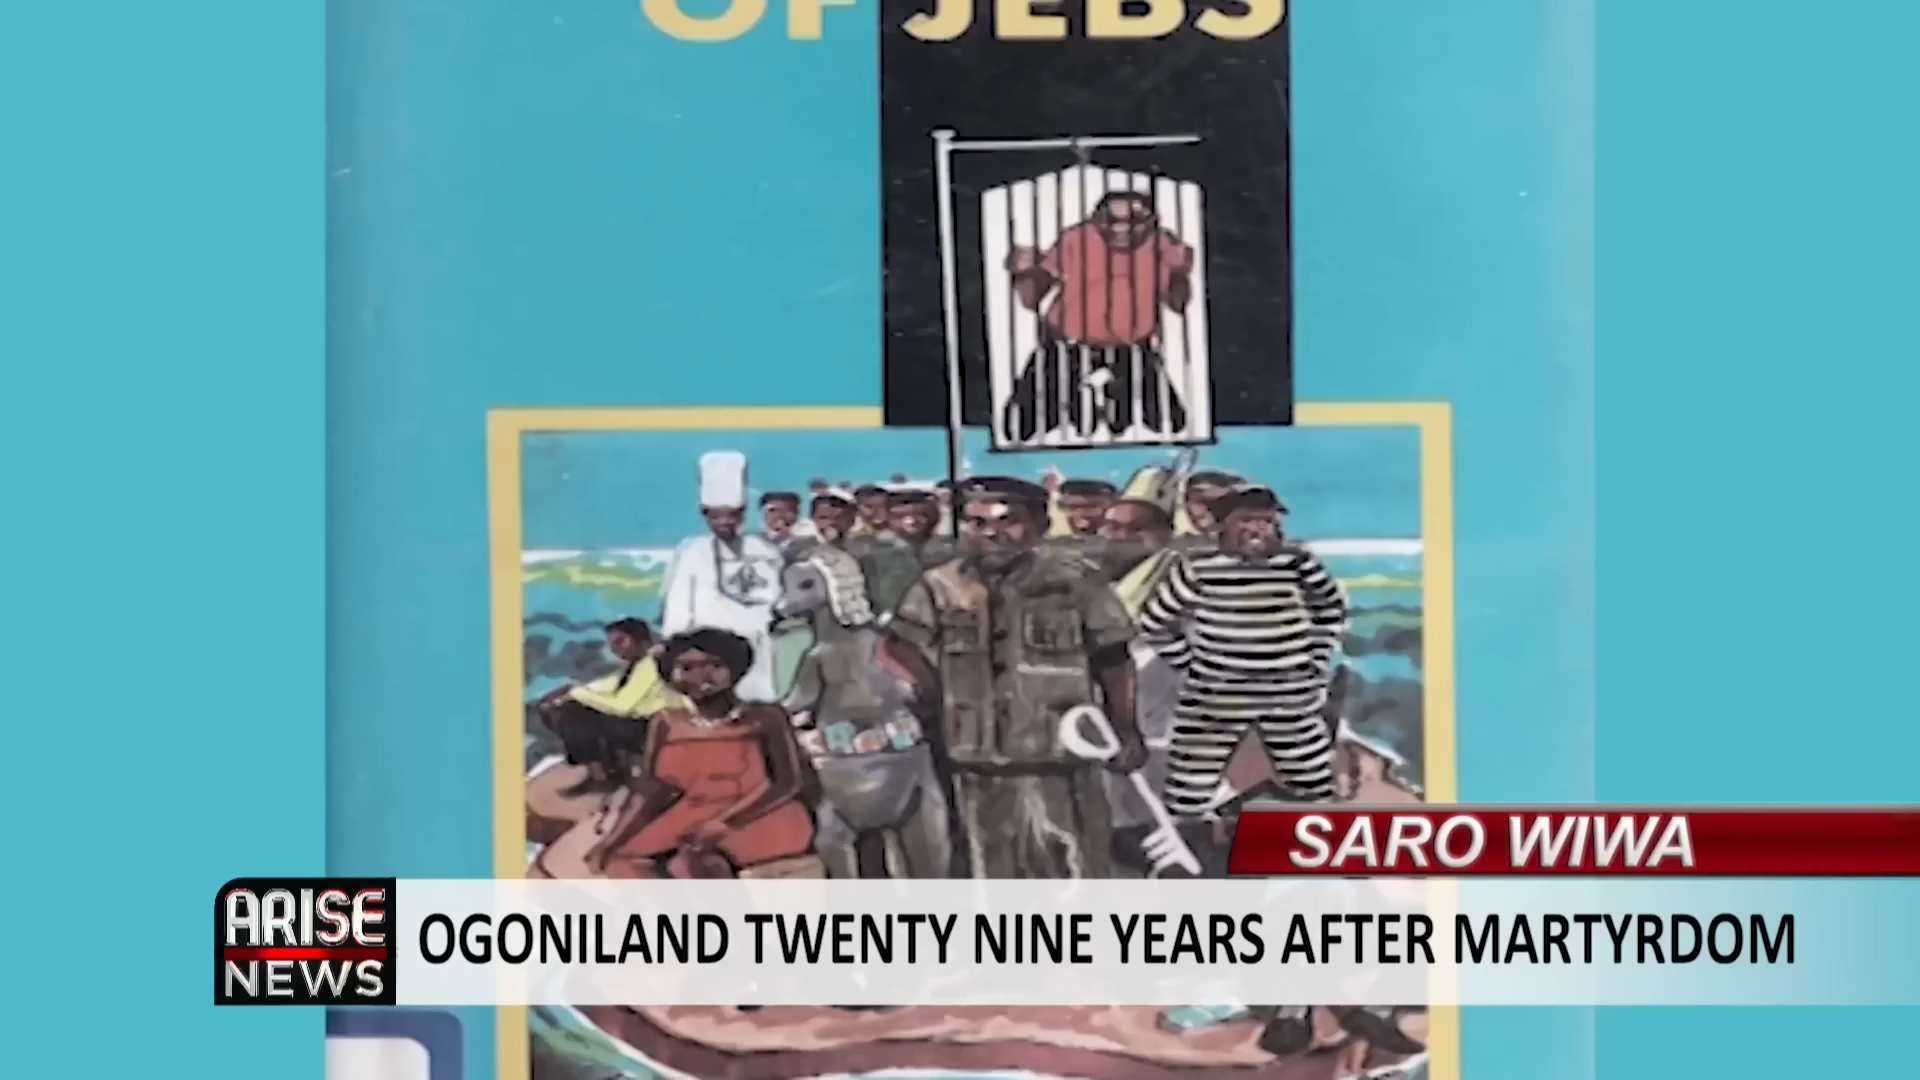 OF JEBS
SARO WIWA
ARISE
NEWS
OGONILAND TWENTY NINE YEARS AFTER MARTYRDOM